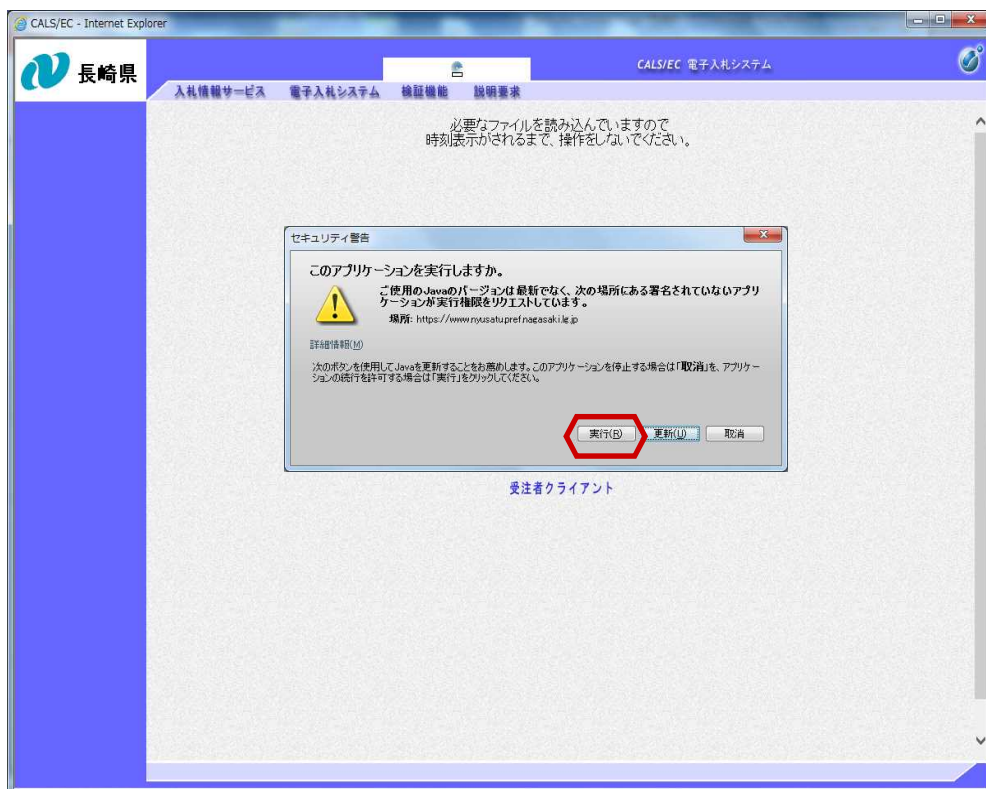 CALS/EC - Internet Explorer
長崎県
CALS/EC 電子入札システム
入札情報サービス 電子入札システム 検証機能 説明要求
必要なファイルを読み込んでいますので
時刻表示がされるまで、操作をしないでください。
セキュリティ警告
このアプリケーションを実行しますか。
ご使用のJavaのバージョンは最新でなく、次の場所にある署名されていないアプリ
ケーションが実行権限をリクエストしています。
場所: https://www.nyusatu.pref.nagasaki.lg.jp
詳細情報(M)
次のボタンを使用してJavaを更新することをお薦めします。このアプリケーションを停止する場合は「取消」を、アプリケー
ションの続行を許可する場合は「実行」をクリックしてください。
実行(R) 更新(U) 取消
受注者クライアント